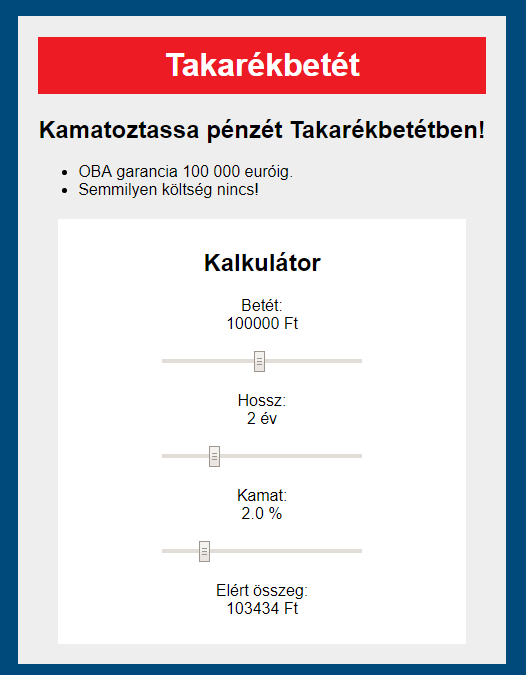 Takarékbetét
Kamatoztassa pénzét Takarékbetétben!
OBA garancia 100 000 euróig.
Semmilyen költség nincs!
Kalkulátor
Betét:
100000 Ft
Hossz:
2 év
Kamat:
2.0 %
Elért összeg:
103434 Ft